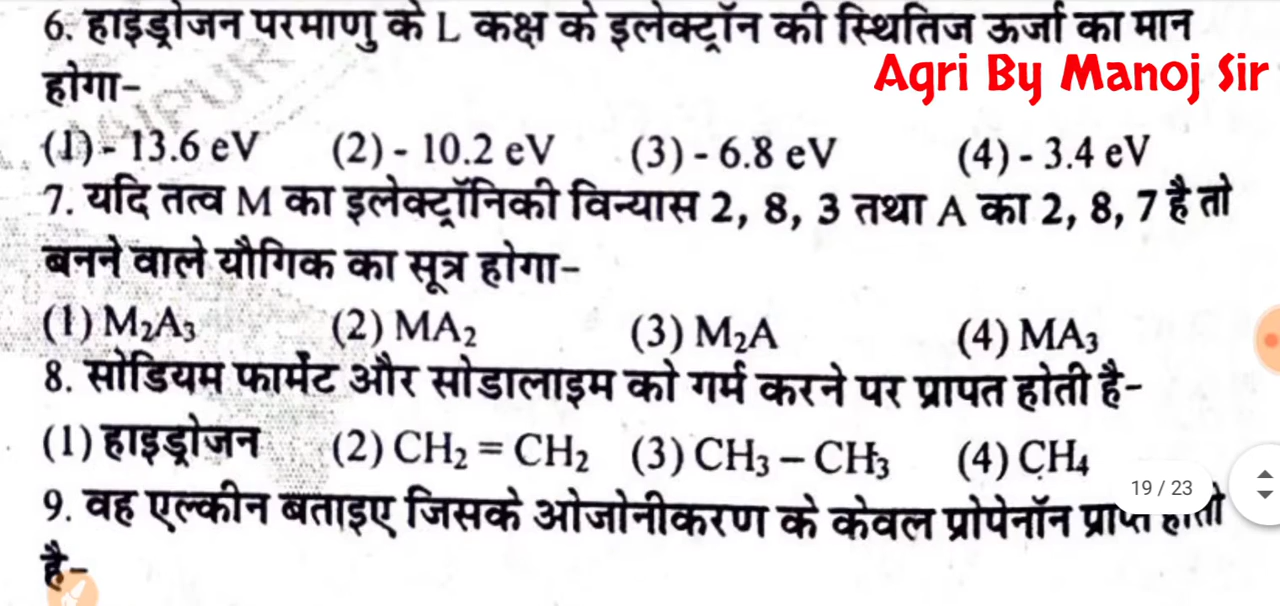 6. हाइड्रोजन परमाणु के L कक्ष के इलेक्ट्रॉन की स्थितिज ऊर्जा का मान
Agri By Manoj Sir
होगा-
(1) - 13.6 eV (2) - 10.2 eV (3) - 6.8 eV (4) - 3.4 eV
7. यदि तत्व M का इलेक्ट्रॉनिकी विन्यास 2, 8, 3 तथा A का 2, 8, 7 है तो
बनने वाले यौगिक का सूत्र होगा-
(1) M₂A₃ (2) MA₂ (3) M₂A (4) MA₃
8. सोडियम फार्मेट और सोडालाइम को गर्म करने पर प्रापत होती है-
(1) हाइड्रोजन (2) CH₂ = CH₂ (3) CH₃ – CH₃ (4) CH₄
19 / 23
9. वह एल्कीन बताइए जिसके ओजोनीकरण के केवल प्रोपेनॉन प्राप्त होती
है-